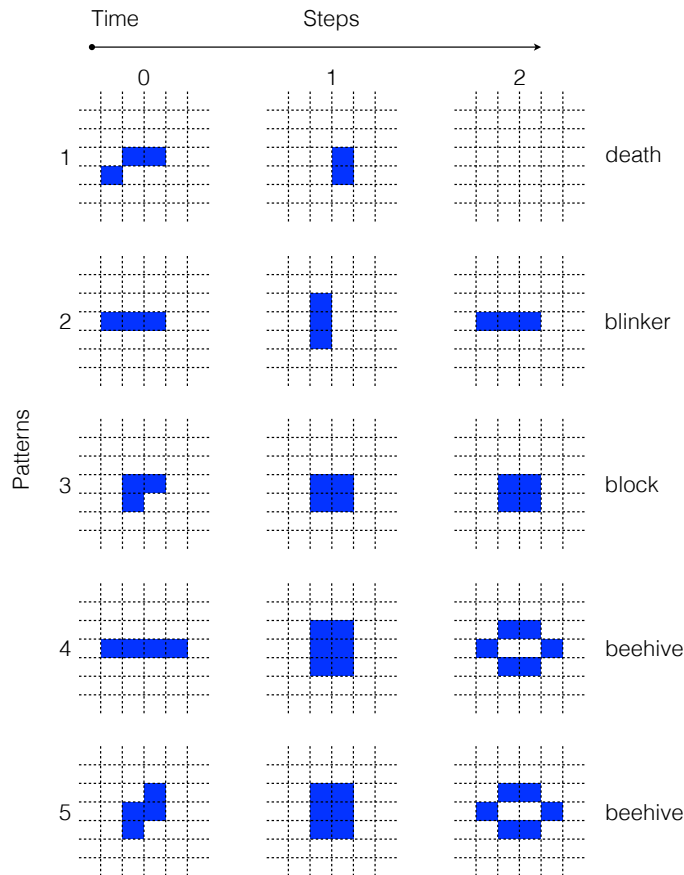 Time Steps
0 1 2
1 death
2 blinker
Patterns
3 block
4 beehive
5 beehive